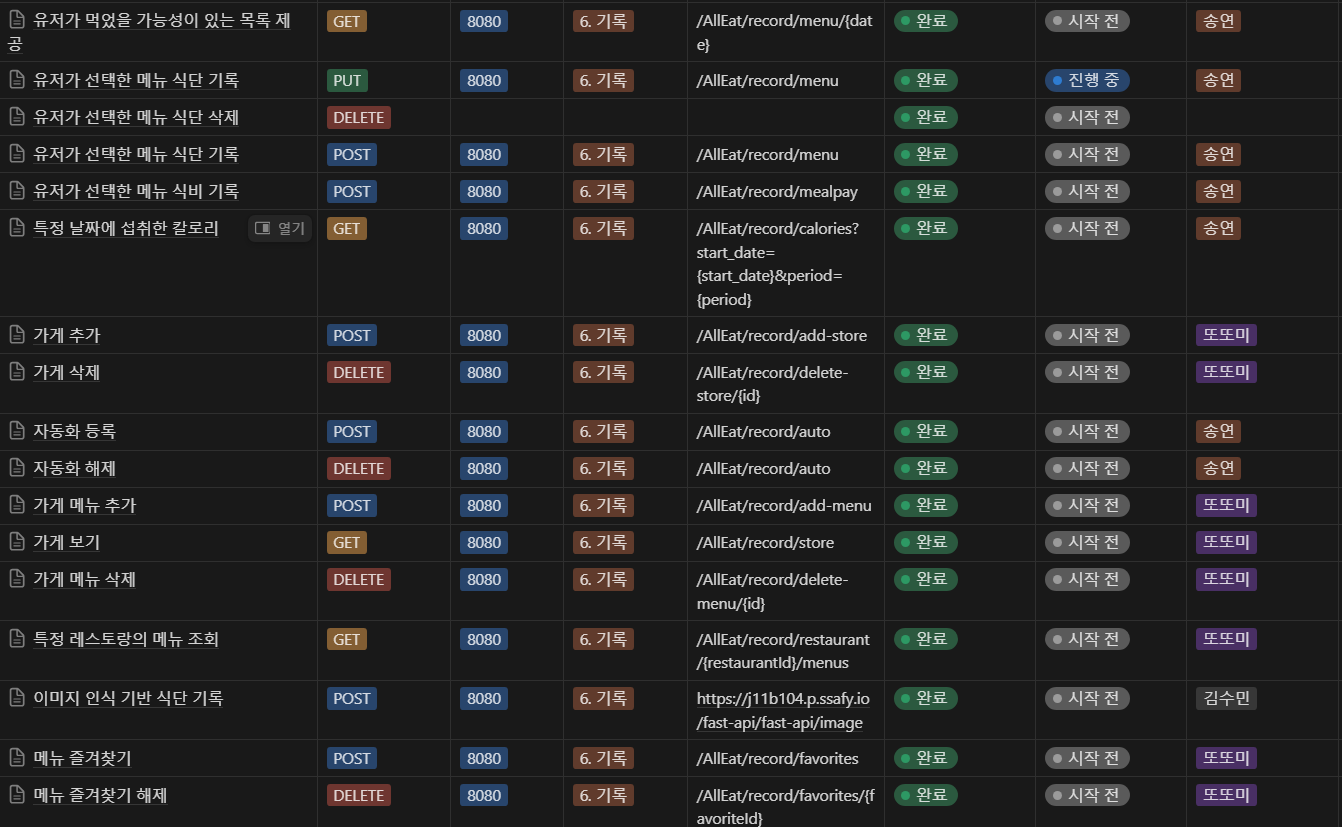 유저가 먹었을 가능성이 있는 목록 제공 GET 8080 6. 기록 /AllEat/record/menu/{date} 완료 시작 전 송연
유저가 선택한 메뉴 식단 기록 PUT 8080 6. 기록 /AllEat/record/menu 완료 진행 중 송연
유저가 선택한 메뉴 식단 삭제 DELETE 완료 시작 전
유저가 선택한 메뉴 식단 기록 POST 8080 6. 기록 /AllEat/record/menu 완료 시작 전 송연
유저가 선택한 메뉴 식비 기록 POST 8080 6. 기록 /AllEat/record/mealpay 완료 시작 전 송연
특정 날짜에 섭취한 칼로리 열기 GET 8080 6. 기록 /AllEat/record/calories?start_date={start_date}&period={period} 완료 시작 전 송연
가게 추가 POST 8080 6. 기록 /AllEat/record/add-store 완료 시작 전 또또미
가게 삭제 DELETE 8080 6. 기록 /AllEat/record/delete-store/{id} 완료 시작 전 또또미
자동화 등록 POST 8080 6. 기록 /AllEat/record/auto 완료 시작 전 송연
자동화 해제 DELETE 8080 6. 기록 /AllEat/record/auto 완료 시작 전 송연
가게 메뉴 추가 POST 8080 6. 기록 /AllEat/record/add-menu 완료 시작 전 또또미
가게 보기 GET 8080 6. 기록 /AllEat/record/store 완료 시작 전 또또미
가게 메뉴 삭제 DELETE 8080 6. 기록 /AllEat/record/delete-menu/{id} 완료 시작 전 또또미
특정 레스토랑의 메뉴 조회 GET 8080 6. 기록 /AllEat/record/restaurant/{restaurantId}/menus 완료 시작 전 또또미
이미지 인식 기반 식단 기록 POST 8080 6. 기록 https://j11b104.p.ssafy.io/fast-api/fast-api/image 완료 시작 전 김수민
메뉴 즐겨찾기 POST 8080 6. 기록 /AllEat/record/favorites 완료 시작 전 또또미
메뉴 즐겨찾기 해제 DELETE 8080 6. 기록 /AllEat/record/favorites/{favoriteId} 완료 시작 전 또또미